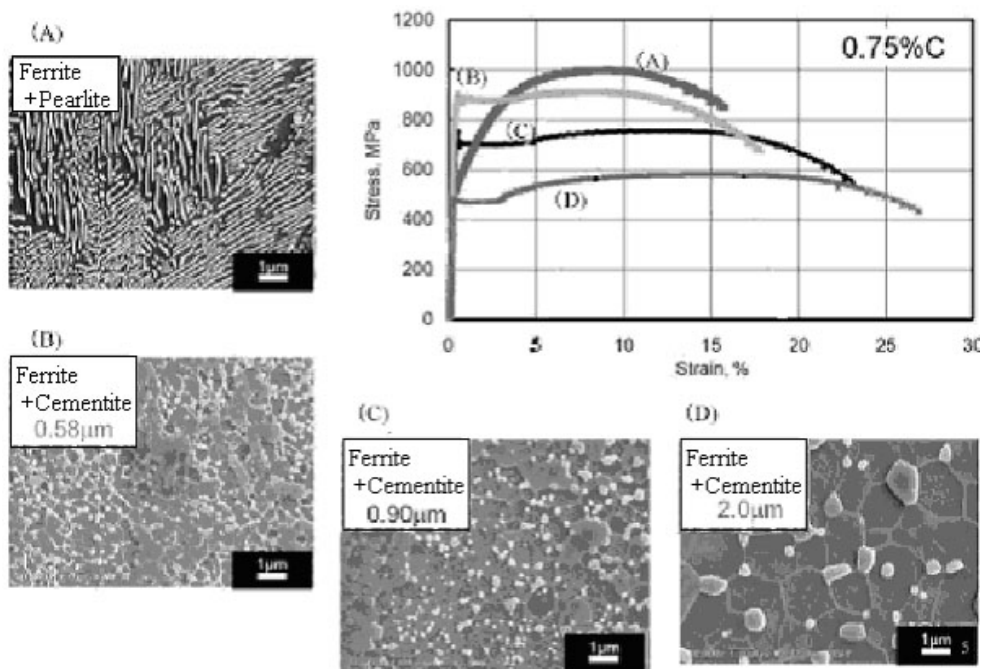 (A)
Ferrite
+Pearlite
1μm
(B)
Ferrite
+Cementite
0.58μm
1μm
1200
1000
800
600
400
200
0
Stress, MPa
0.75%C
(A)
(B)
(C)
(D)
0 5 10 15 20 25 30
Strain, %
(C)
Ferrite
+Cementite
0.90μm
1μm
(D)
Ferrite
+Cementite
2.0μm
1μm 5